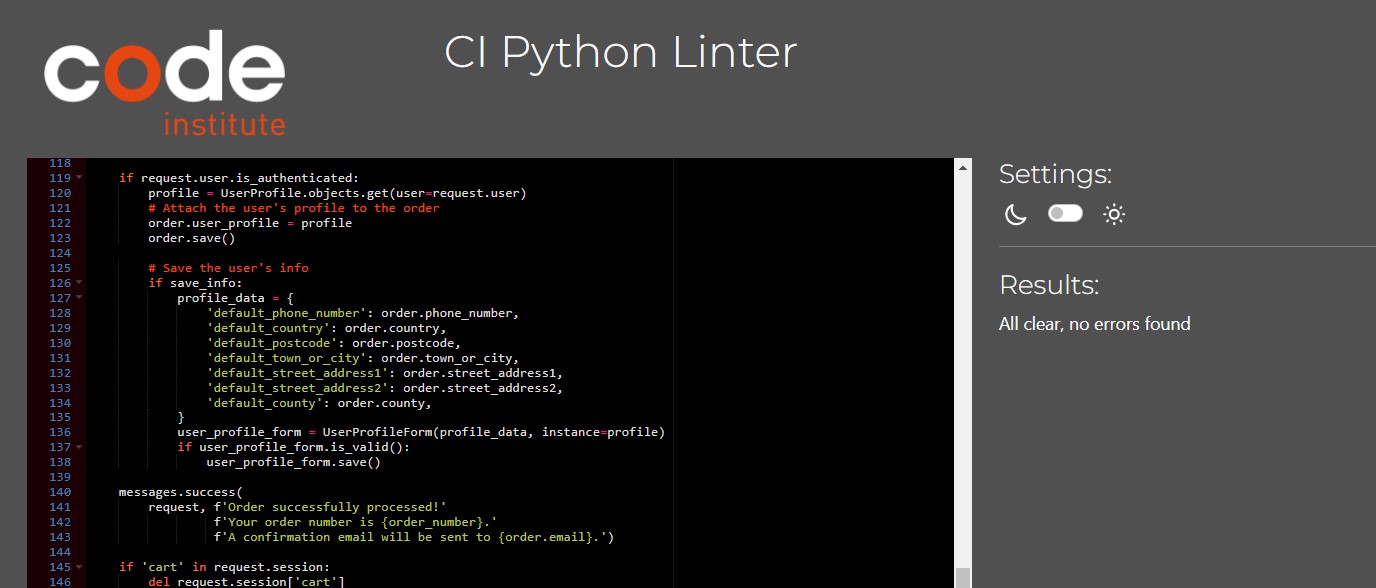 code
institute
CI Python Linter
118
119 if request.user.is_authenticated:
120 profile = UserProfile.objects.get(user=request.user)
121 # Attach the user's profile to the order
122 order.user_profile = profile
123 order.save()
124
125 # Save the user's info
126 if save_info:
127 profile_data = {
128 'default_phone_number': order.phone_number,
129 'default_country': order.country,
130 'default_postcode': order.postcode,
131 'default_town_or_city': order.town_or_city,
132 'default_street_address1': order.street_address1,
133 'default_street_address2': order.street_address2,
134 'default_county': order.county,
135 }
136 user_profile_form = UserProfileForm(profile_data, instance=profile)
137 if user_profile_form.is_valid():
138 user_profile_form.save()
139
140 messages.success(
141 request, f'Order successfully processed!'
142 f'Your order number is {order_number}.'
143 f'A confirmation email will be sent to {order.email}.')
144
145 if 'cart' in request.session:
146 del request.session['cart']
Settings:
Results:
All clear, no errors found